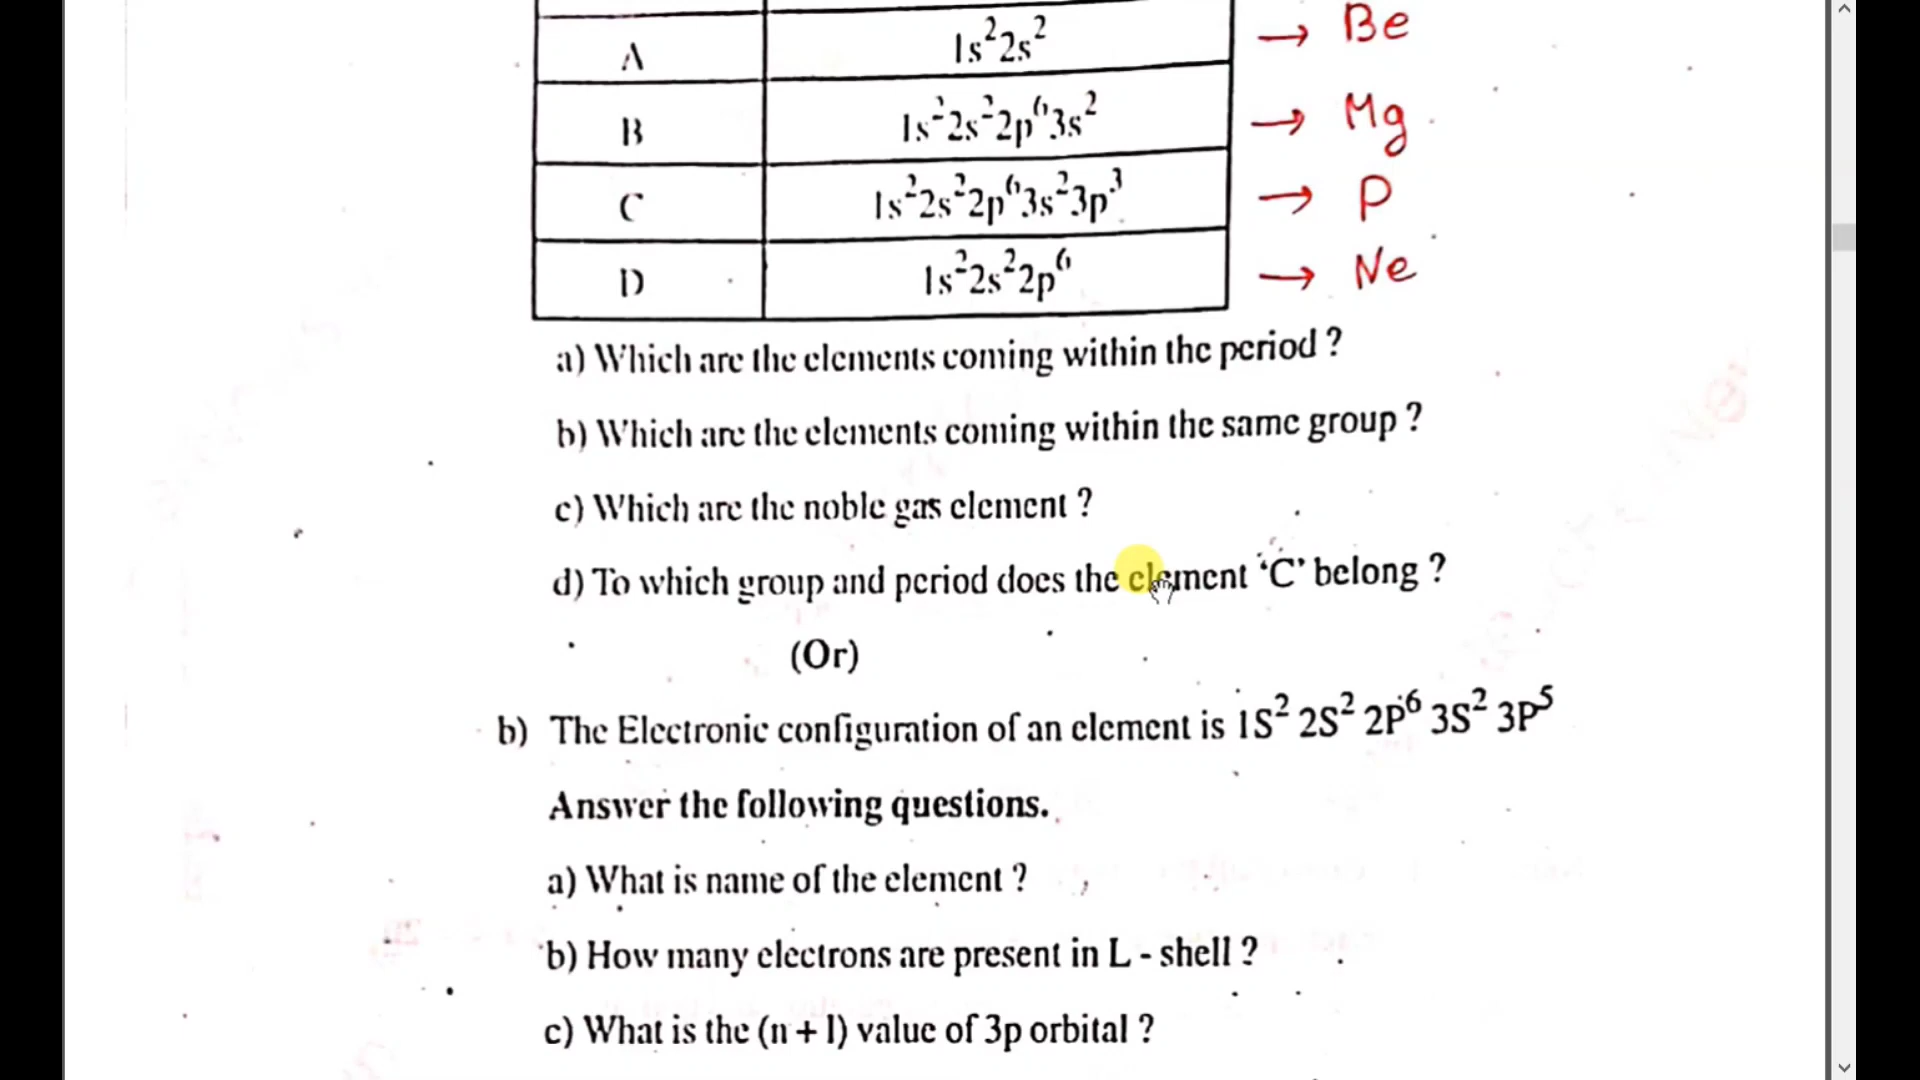 A 1s²2s² → Be
B 1s²2s²2p⁶3s² → Mg
C 1s²2s²2p⁶3s²3p³ → P
D 1s²2s²2p⁶ → Ne
a) Which are the elements coming within the period ?
b) Which are the elements coming within the same group ?
c) Which are the noble gas element ?
d) To which group and period does the element ‘C’ belong ?
(Or)
b) The Electronic configuration of an element is 1S² 2S² 2P⁶ 3S² 3P⁵
Answer the following questions.
a) What is name of the element ?
b) How many electrons are present in L - shell ?
c) What is the (n + l) value of 3p orbital ?